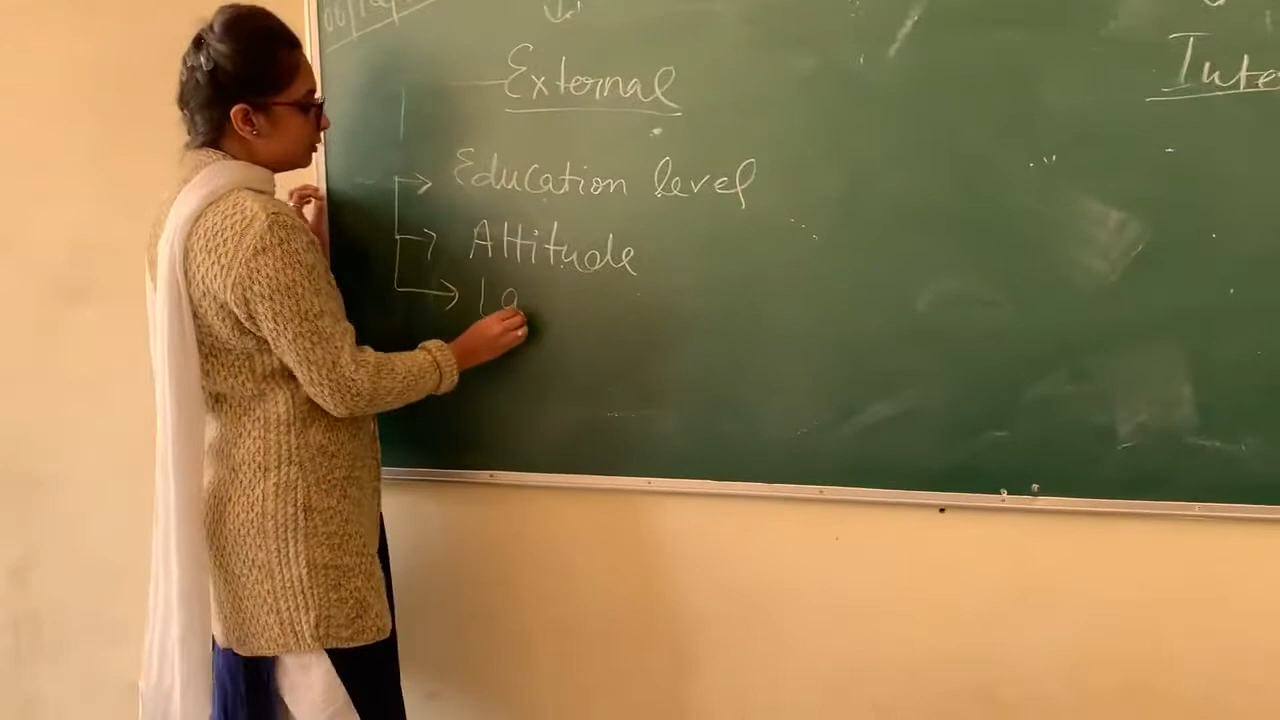 External
Inte
Education level
Attitude
la